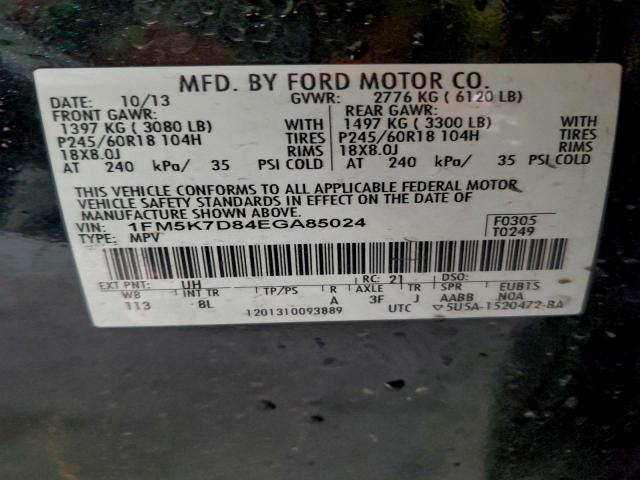 MFD. BY FORD MOTOR CO.
DATE: 10/13 GVWR: 2776 KG ( 6120 LB)
FRONT GAWR: REAR GAWR:
1397 KG ( 3080 LB) WITH 1497 KG ( 3300 LB) WITH
P245/60R18 104H TIRES P245/60R18 104H TIRES
18X8.0J RIMS 18X8.0J RIMS
AT 240 kPa/ 35 PSI COLD AT 240 kPa/ 35 PSI COLD
THIS VEHICLE CONFORMS TO ALL APPLICABLE FEDERAL MOTOR
VEHICLE SAFETY STANDARDS IN EFFECT ON THE DATE OF
MANUFACTURE SHOWN ABOVE.
VIN: 1FM5K7D84EGA85024 F0305
TYPE: MPV T0249
EXT PNT: UH RC: 21 DSO:
WB INT TR TP/PS R AXLE TR SPR EUB1S
113 8L A 3F J AABB N0A
1201310093889 UTC ▽5U5A-1520472-BA